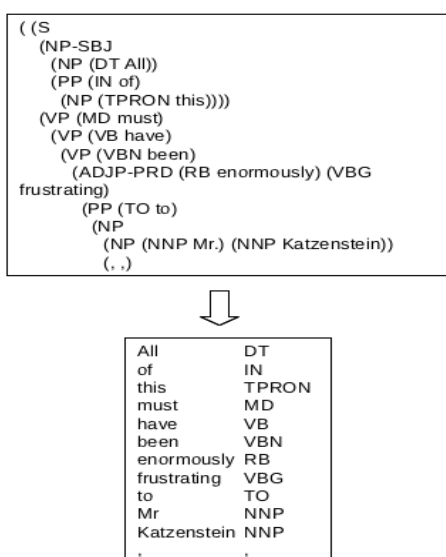 ( (S
(NP-SBJ
(NP (DT All))
(PP (IN of)
(NP (TPRON this))))
(VP (MD must)
(VP (VB have)
(VP (VBN been)
(ADJP-PRD (RB enormously) (VBG
frustrating)
(PP (TO to)
(NP
(NP (NNP Mr.) (NNP Katzenstein))
(, ,)
All DT
of IN
this TPRON
must MD
have VB
been VBN
enormously RB
frustrating VBG
to TO
Mr NNP
Katzenstein NNP
, ,